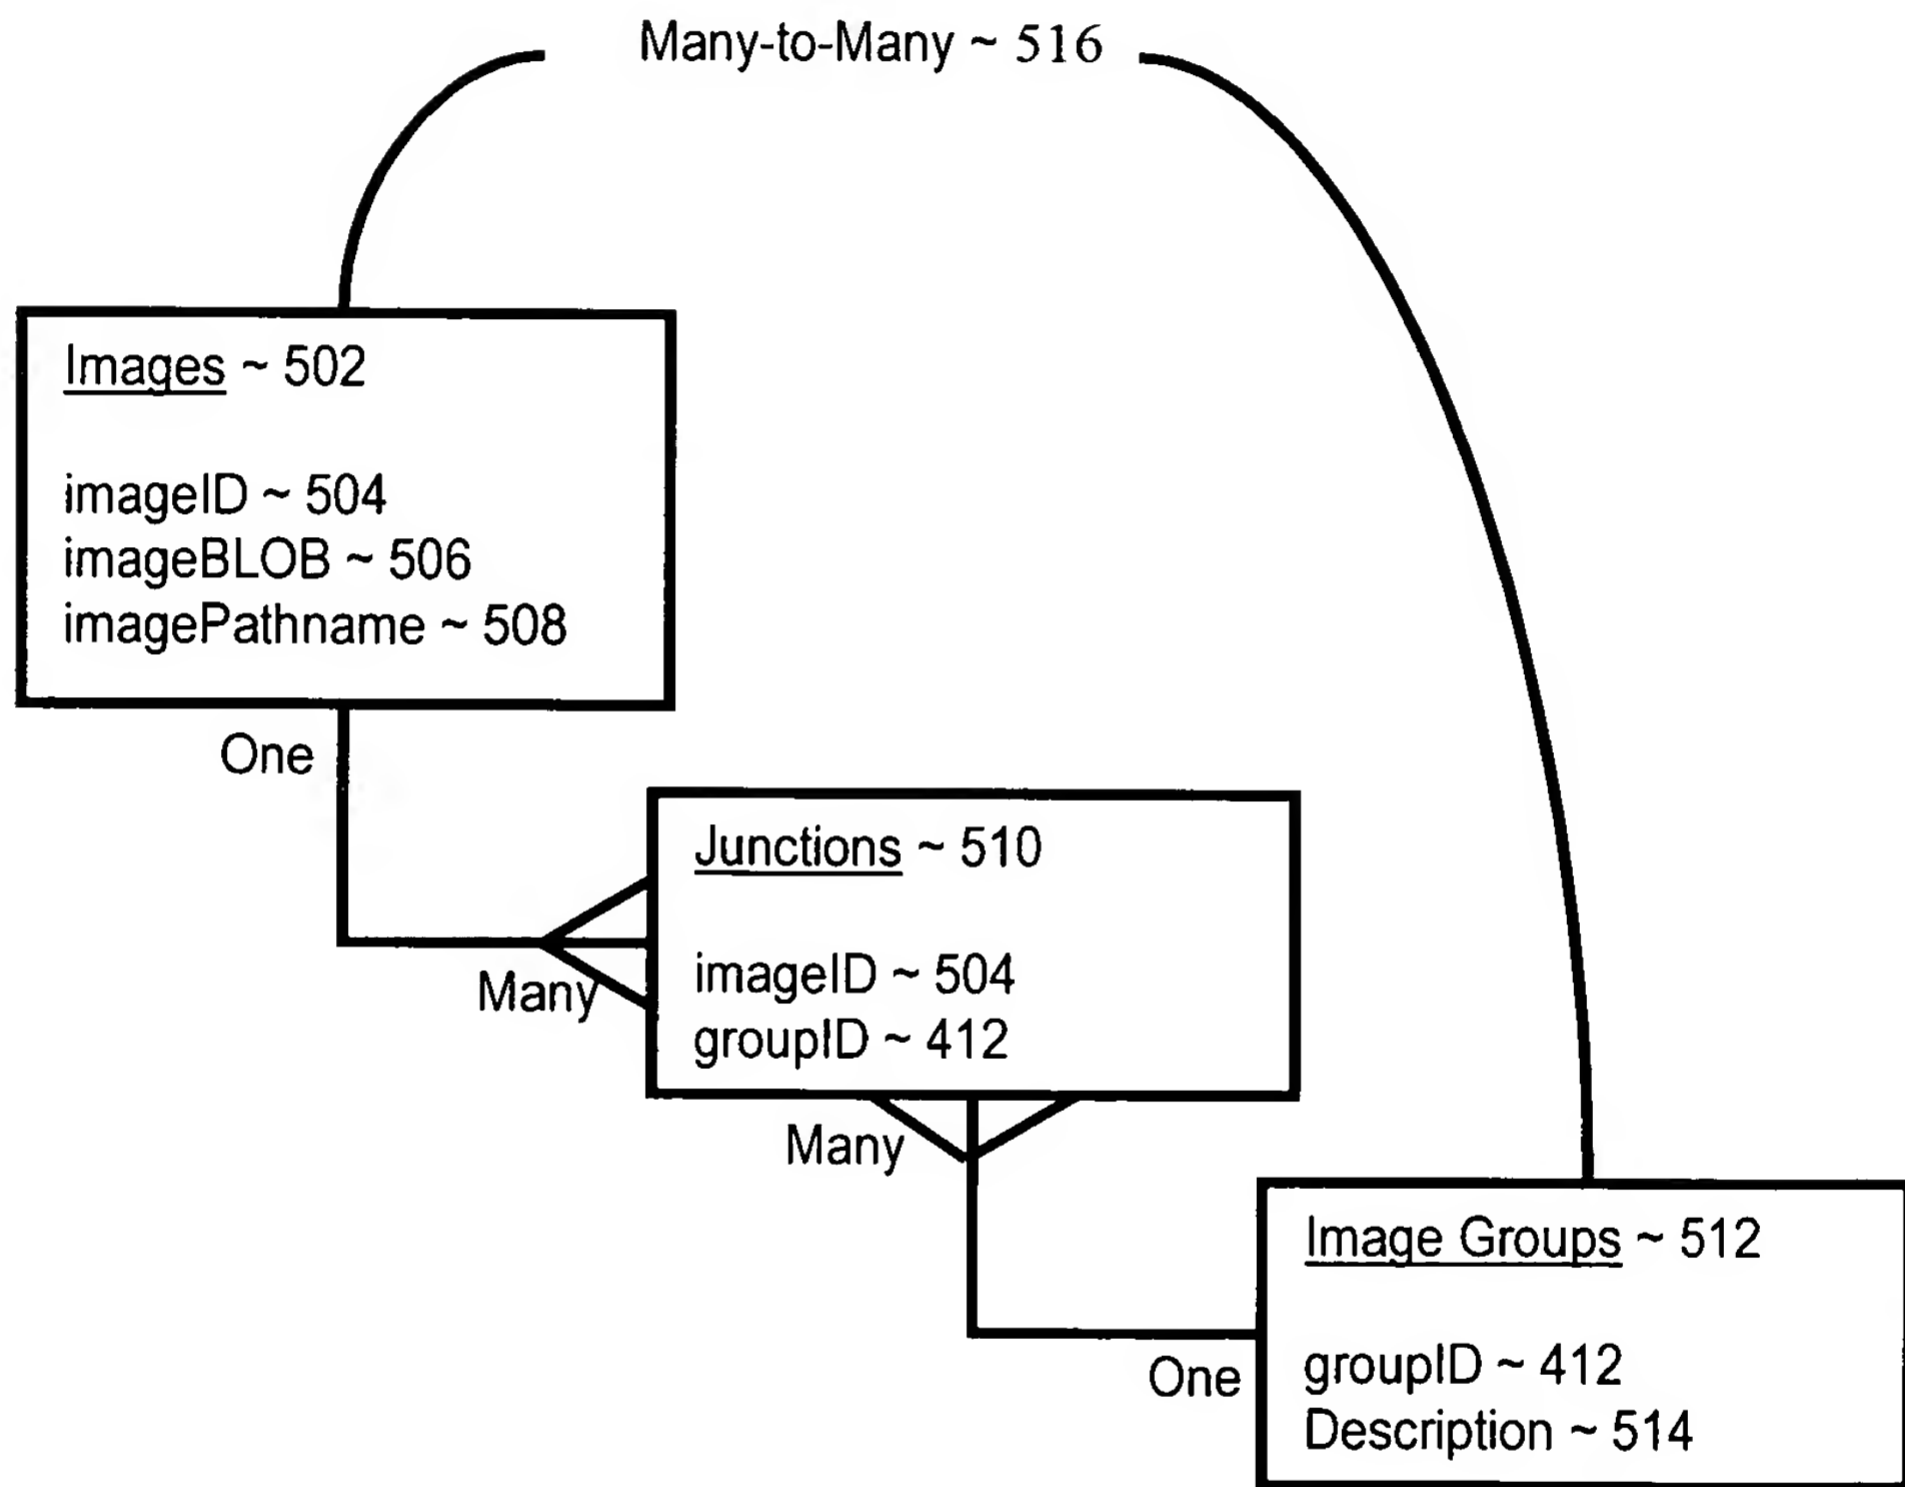 Many-to-Many ~ 516
Images ~ 502
imageID ~ 504
imageBLOB ~ 506
imagePathname ~ 508
One
Junctions ~ 510
imageID ~ 504
groupID ~ 412
Many
Many
Image Groups ~ 512
groupID ~ 412
Description ~ 514
One